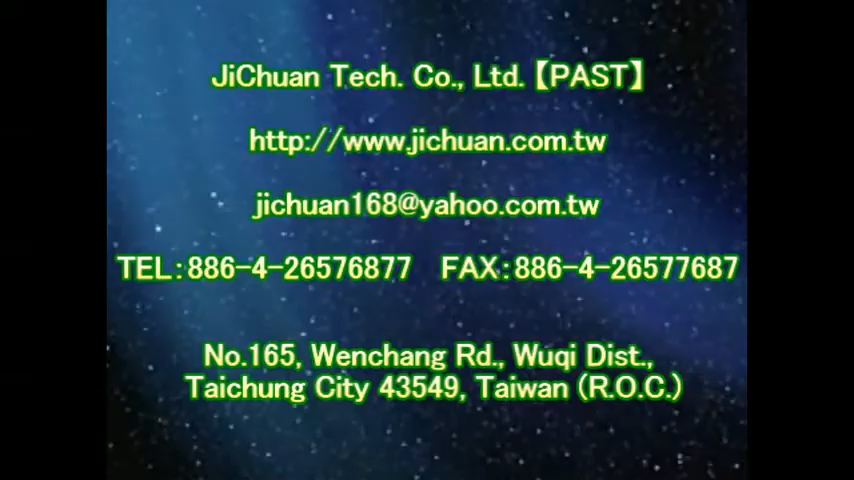 JiChuan Tech. Co., Ltd.【PAST】
http://www.jichuan.com.tw
jichuan168@yahoo.com.tw
TEL:886-4-26576877 FAX:886-4-26577687
No.165, Wenchang Rd., Wuqi Dist.,
Taichung City 43549, Taiwan (R.O.C.)